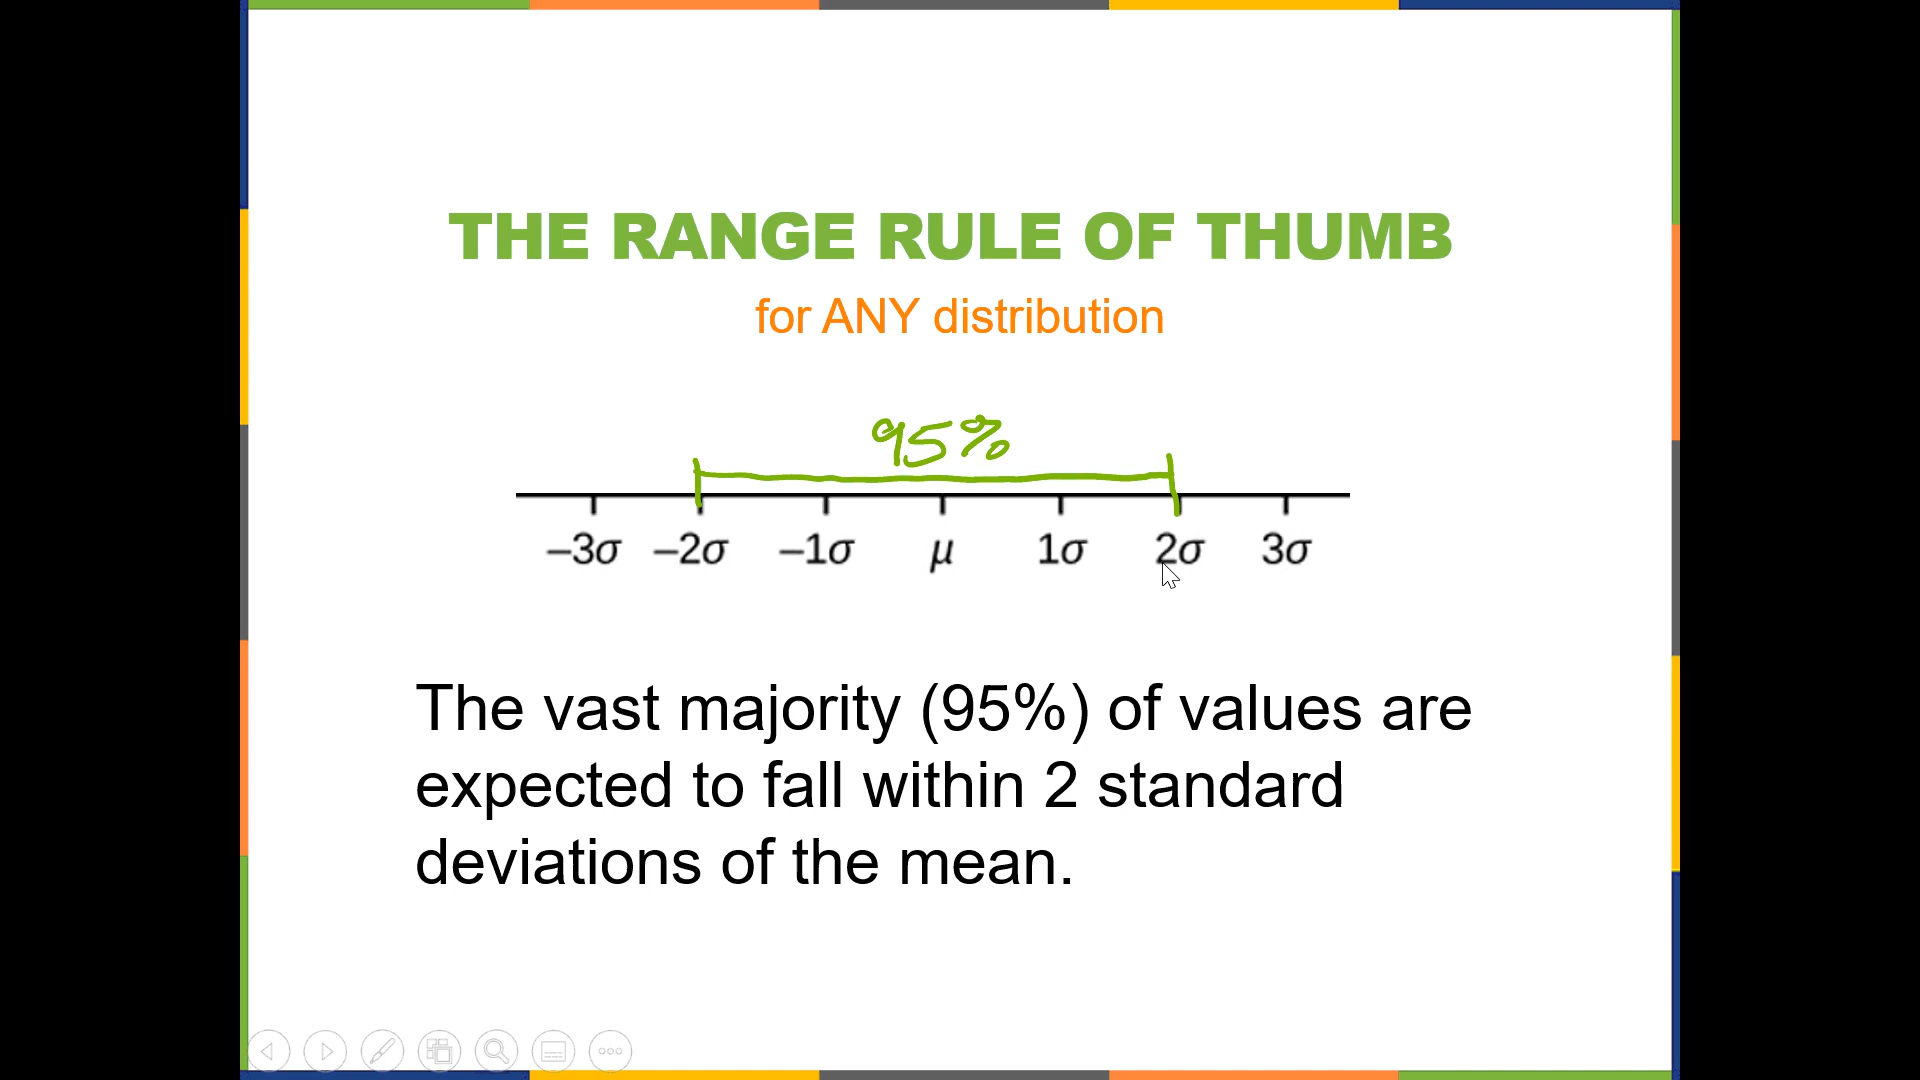 THE RANGE RULE OF THUMB
for ANY distribution
95%
–3σ –2σ –1σ μ 1σ 2σ 3σ
The vast majority (95%) of values are
expected to fall within 2 standard
deviations of the mean.